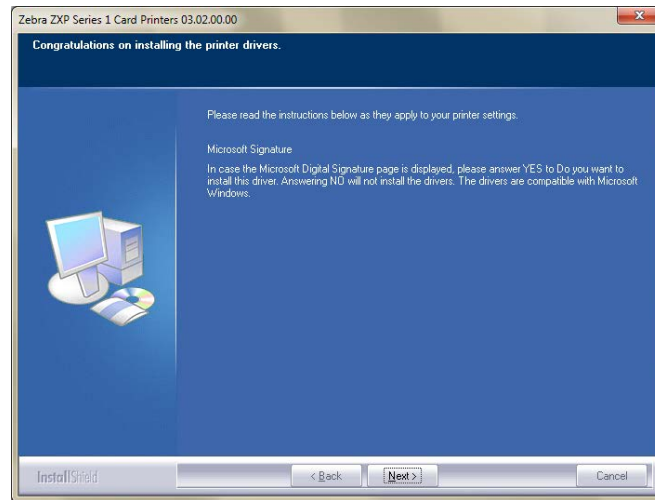 Zebra ZXP Series 1 Card Printers 03.02.00.00
Congratulations on installing the printer drivers.
Please read the instructions below as they apply to your printer settings.
Microsoft Signature
In case the Microsoft Digital Signature page is displayed, please answer YES to Do you want to
install this driver. Answering NO will not install the drivers. The drivers are compatible with Microsoft
Windows.
InstallShield
< Back
Next >
Cancel